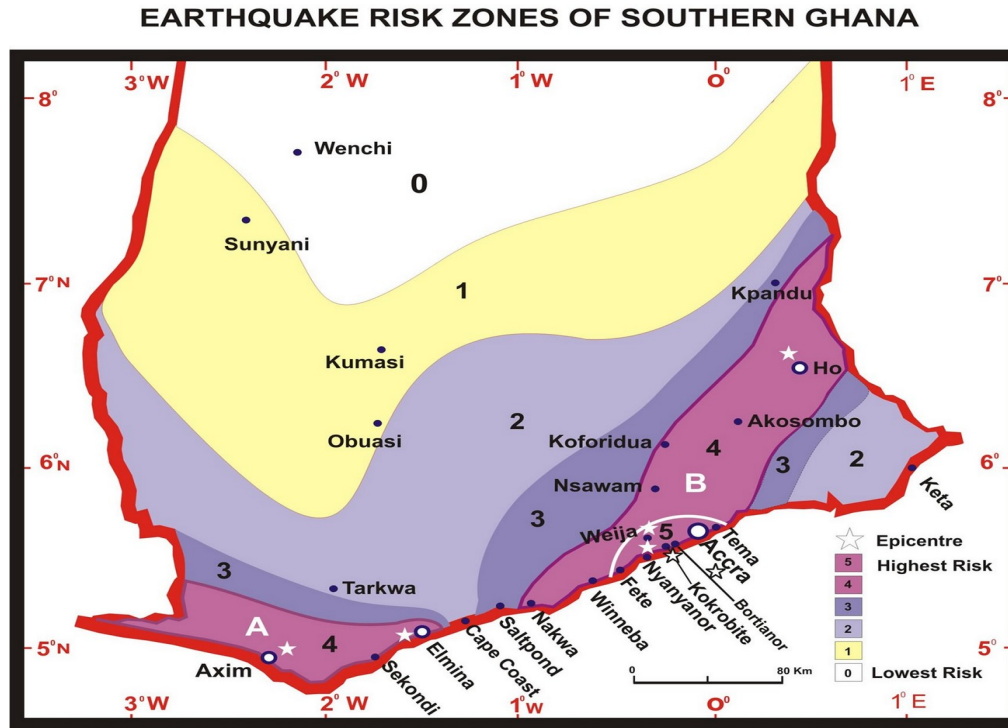 EARTHQUAKE RISK ZONES OF SOUTHERN GHANA
3°W
2°W
1°W
0°
1°E
8°
8°
Wenchi
0
Sunyani
7°N
1
7°
Kpandu
Kumasi
Ho
Obuasi
2
Akosombo
Koforidua
4
6°N
3
2
6°
Nsawam
B
Keta
3
Weija
5
Tema
Accra
Epicentre
5 Highest Risk
4
3
2
1
0 Lowest Risk
3
Tarkwa
Bortianor
Kokrobite
Nyanyanor
Fete
Winneba
Nakwa
Saltpond
Cape Coast
A
4
Elmina
5°N
5°
Axim
Sekondi
0
80 Km
3°W
2°W
1°W
0°
1°E